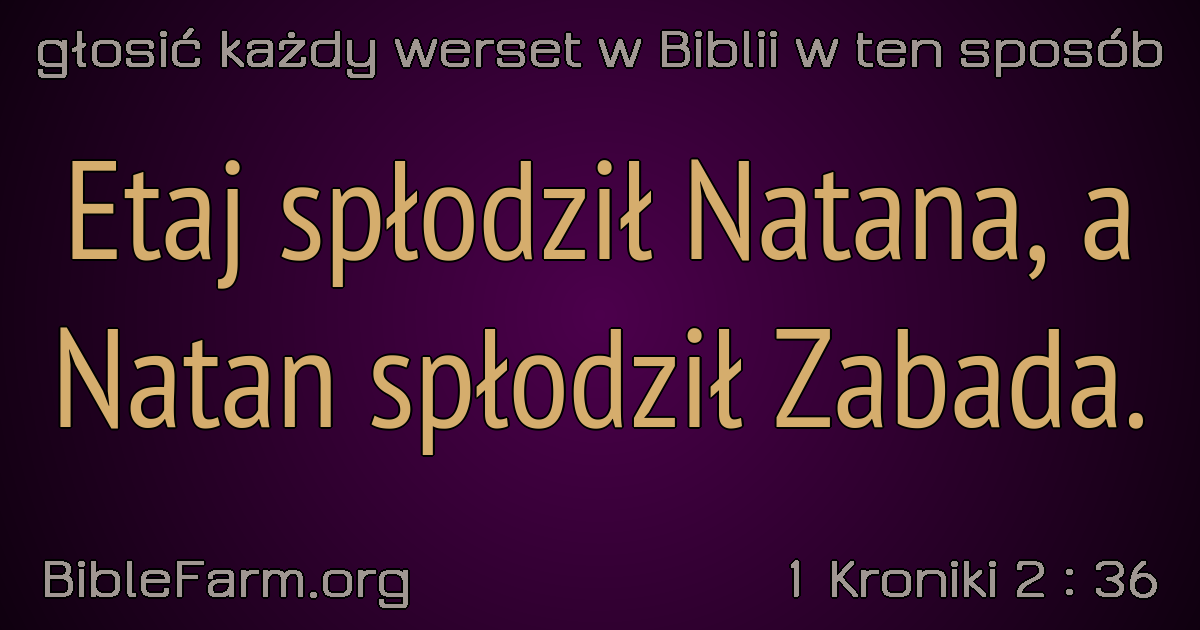 głosić każdy werset w Biblii w ten sposób
Etaj spłodził Natana, a
Natan spłodził Zabada.
BibleFarm.org
1 Kroniki 2 : 36